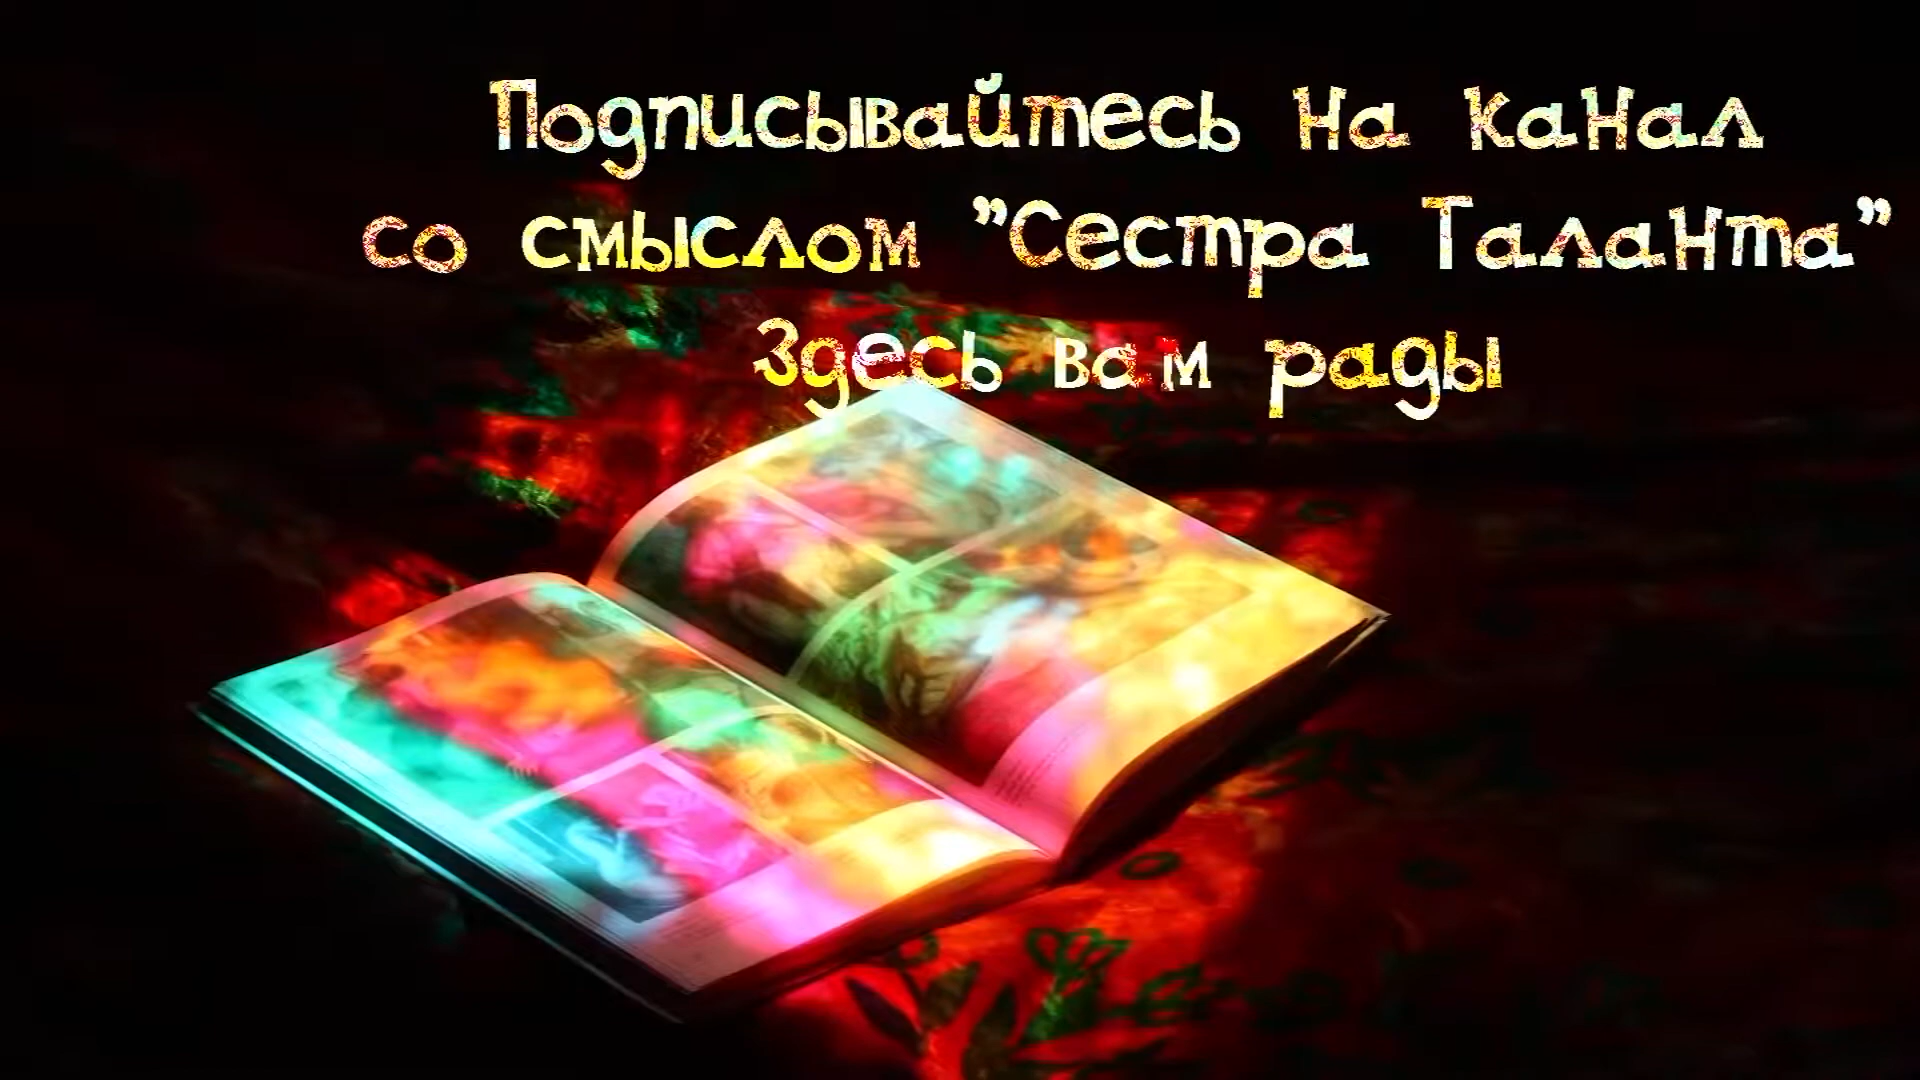 Подписывайтесь на канал
со смыслом "Сестра Таланта"
Здесь вам рады